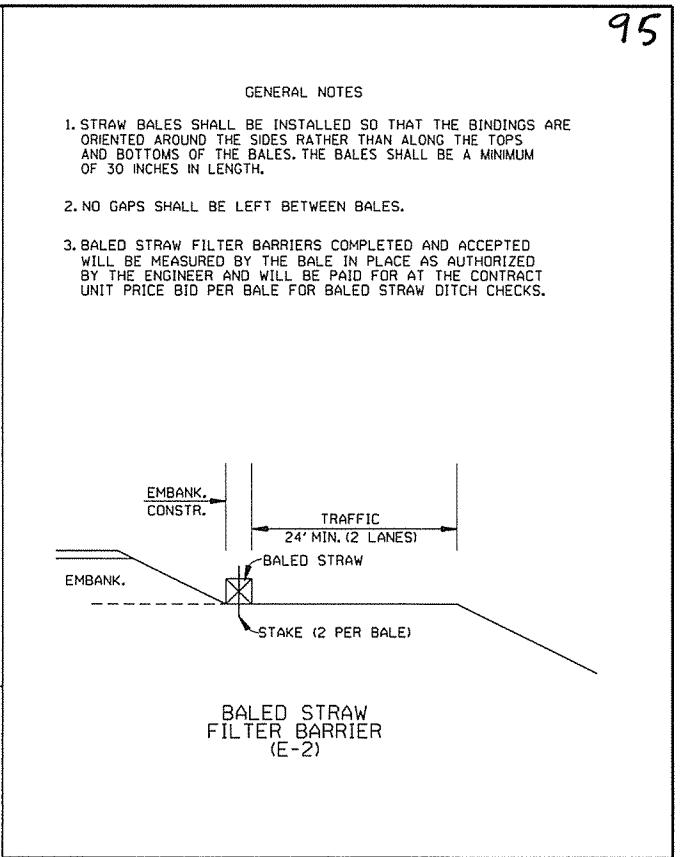 95
GENERAL NOTES
1. STRAW BALES SHALL BE INSTALLED SO THAT THE BINDINGS ARE
ORIENTED AROUND THE SIDES RATHER THAN ALONG THE TOPS
AND BOTTOMS OF THE BALES. THE BALES SHALL BE A MINIMUM
OF 30 INCHES IN LENGTH.
2. NO GAPS SHALL BE LEFT BETWEEN BALES.
3. BALED STRAW FILTER BARRIERS COMPLETED AND ACCEPTED
WILL BE MEASURED BY THE BALE IN PLACE AS AUTHORIZED
BY THE ENGINEER AND WILL BE PAID FOR AT THE CONTRACT
UNIT PRICE BID PER BALE FOR BALED STRAW DITCH CHECKS.
EMBANK.
CONSTR.
TRAFFIC
24' MIN. (2 LANES)
BALED STRAW
EMBANK.
STAKE (2 PER BALE)
BALED STRAW
FILTER BARRIER
(E-2)